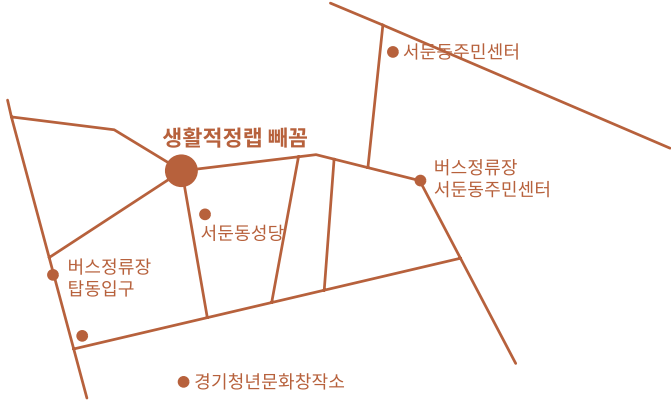 서둔동주민센터
생활적정랩 빼꼼
버스정류장
서둔동주민센터
서둔동성당
버스정류장
탑동입구
경기청년문화창작소